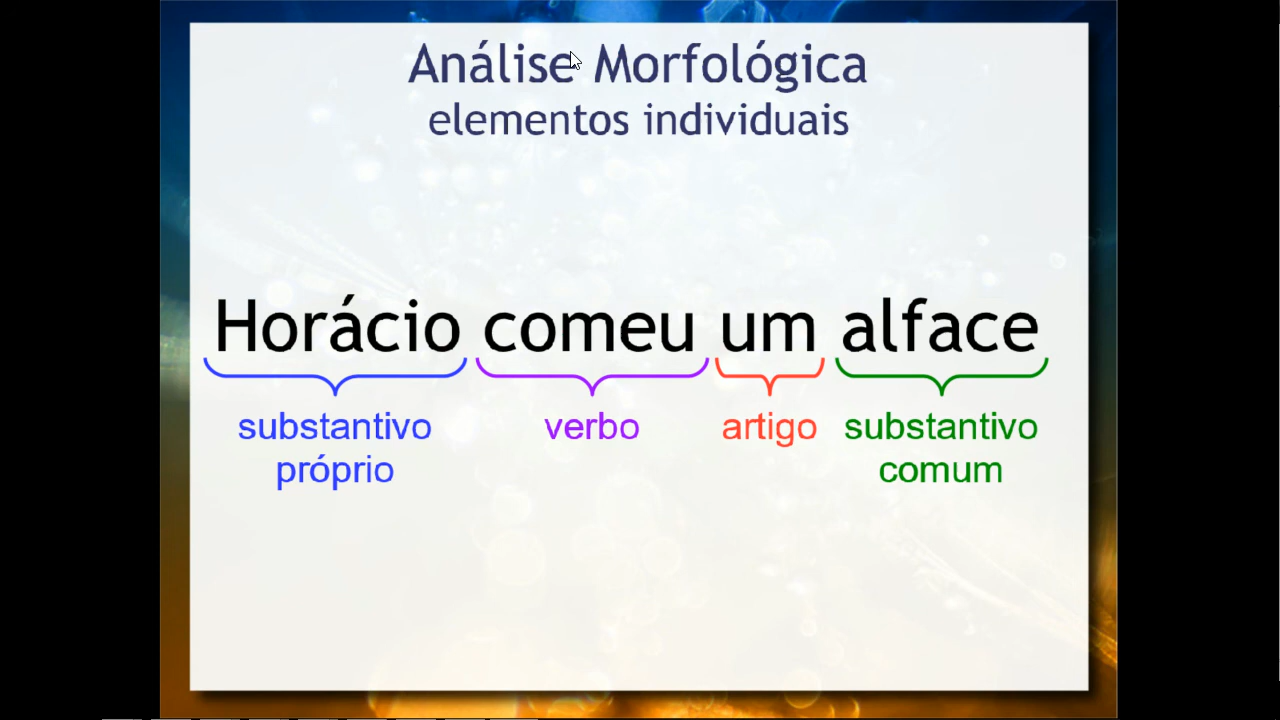 Análise Morfológica
elementos individuais
Horácio comeu um alface
substantivo verbo artigo substantivo
próprio comum